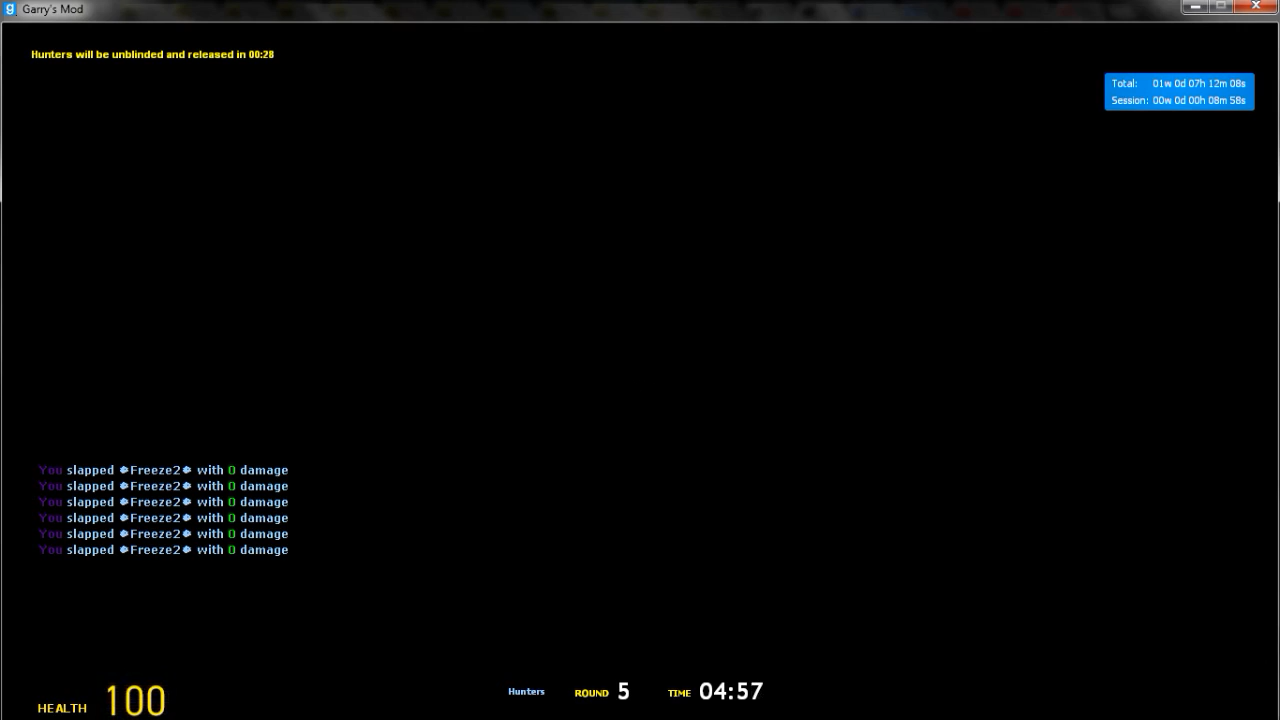 Garry's Mod
Hunters will be unblinded and released in 00:28
Total: 01w 0d 07h 12m 08s
Session: 00w 0d 00h 08m 58s
You slapped ❄Freeze2❄ with 0 damage
You slapped ❄Freeze2❄ with 0 damage
You slapped ❄Freeze2❄ with 0 damage
You slapped ❄Freeze2❄ with 0 damage
You slapped ❄Freeze2❄ with 0 damage
You slapped ❄Freeze2❄ with 0 damage
HEALTH 100 Hunters ROUND 5 TIME 04:57